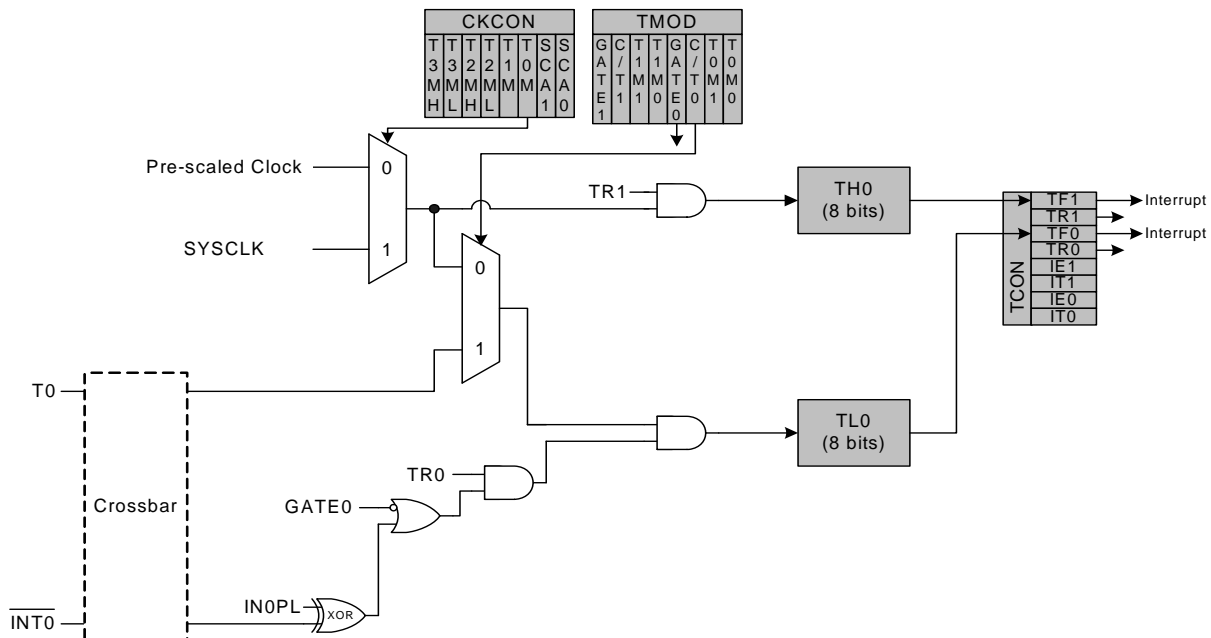 CKCON
T3MH
T3ML
T2MH
T2ML
T1M
T0M
SCA1
SCA0
TMOD
GATE1
C/T1
T1M1
T1M0
GATE0
C/T0
T0M1
T0M0
Pre-scaled Clock
0
SYSCLK
1
TR1
TH0
(8 bits)
TCON
TF1
TR1
TF0
TR0
IE1
IT1
IE0
IT0
Interrupt
Interrupt
0
1
T0
Crossbar
TL0
(8 bits)
TR0
GATE0
IN0PL
XOR
INT0